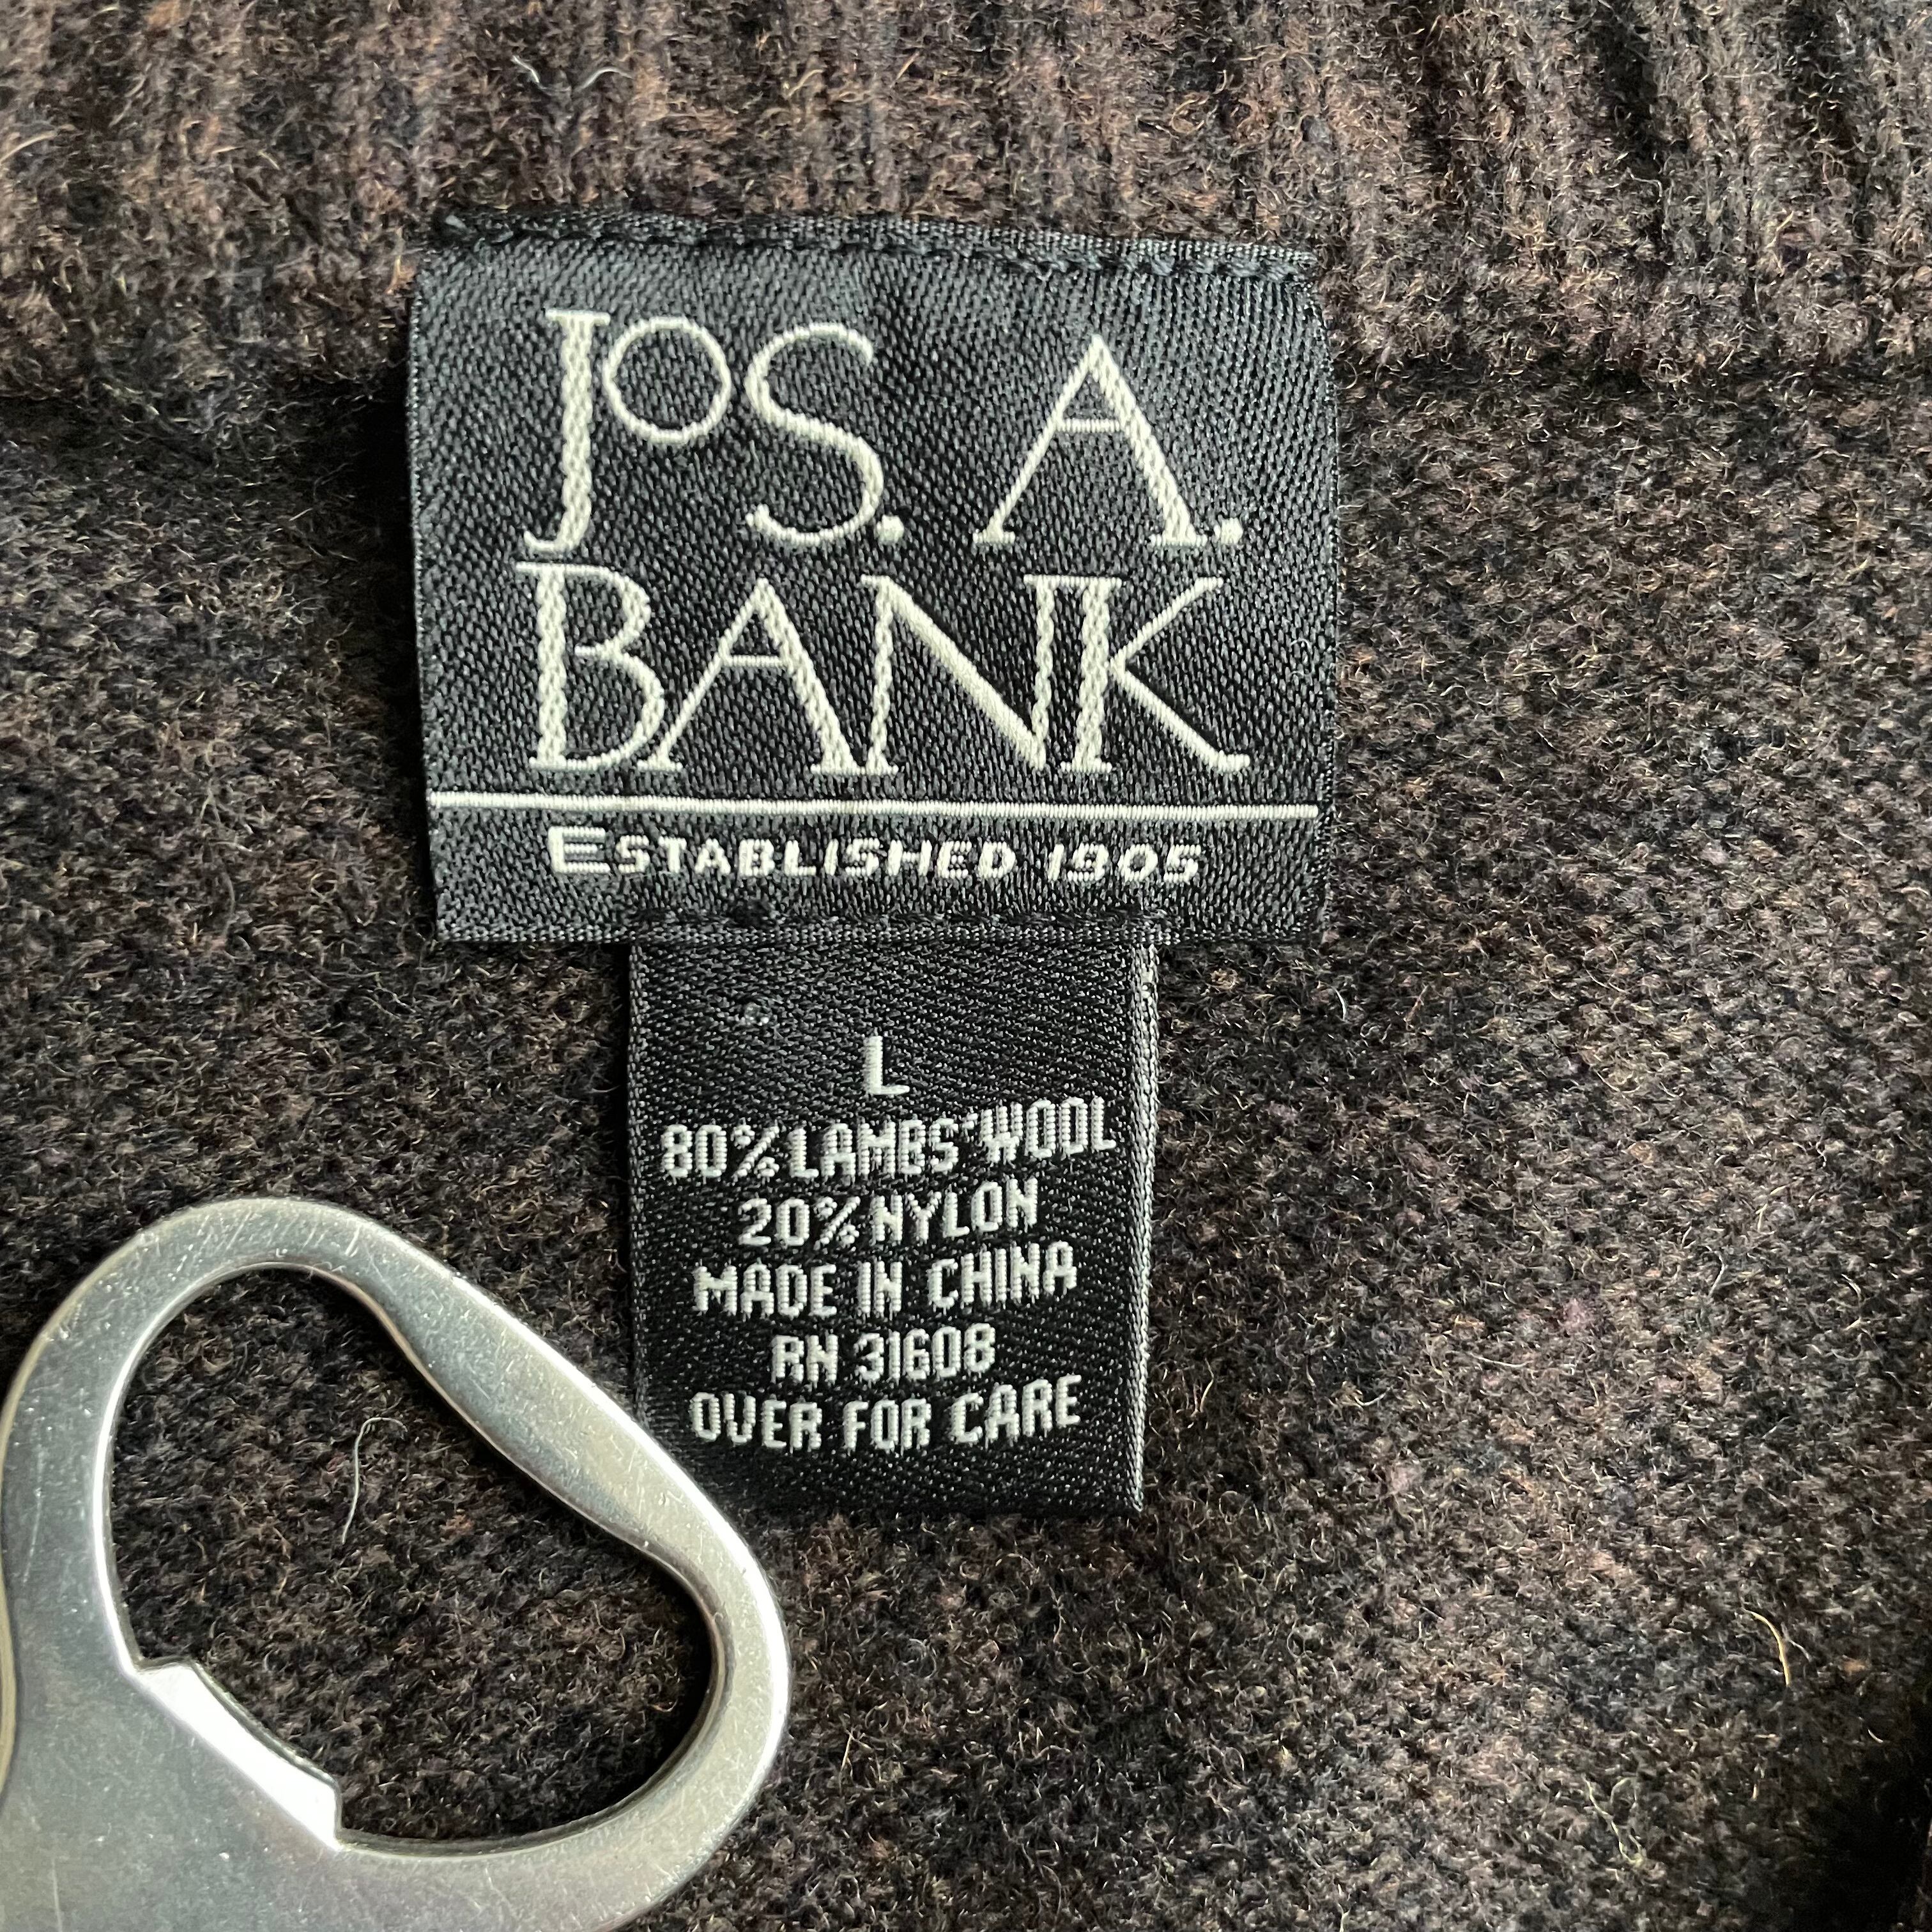 JOS. A.
BANK
ESTABLISHED 1905
L
80% LAMBS' WOOL
20% NYLON
MADE IN CHINA
RN 31608
OVER FOR CARE